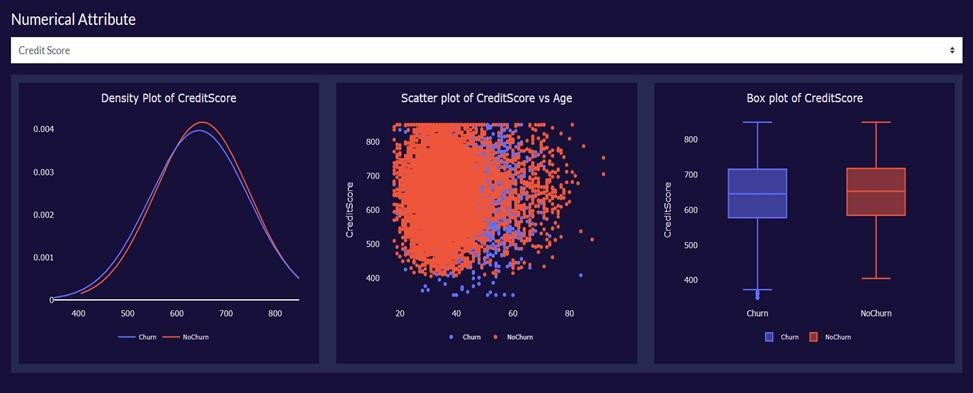 Numerical Attribute
Credit Score
Density Plot of CreditScore
0.004
0.003
0.002
0.001
0
400 500 600 700 800
Churn NoChurn
Scatter plot of CreditScore vs Age
CreditScore
800
700
600
500
400
20 40 60 80
Churn NoChurn
Box plot of CreditScore
CreditScore
800
700
600
500
400
Churn NoChurn
Churn NoChurn